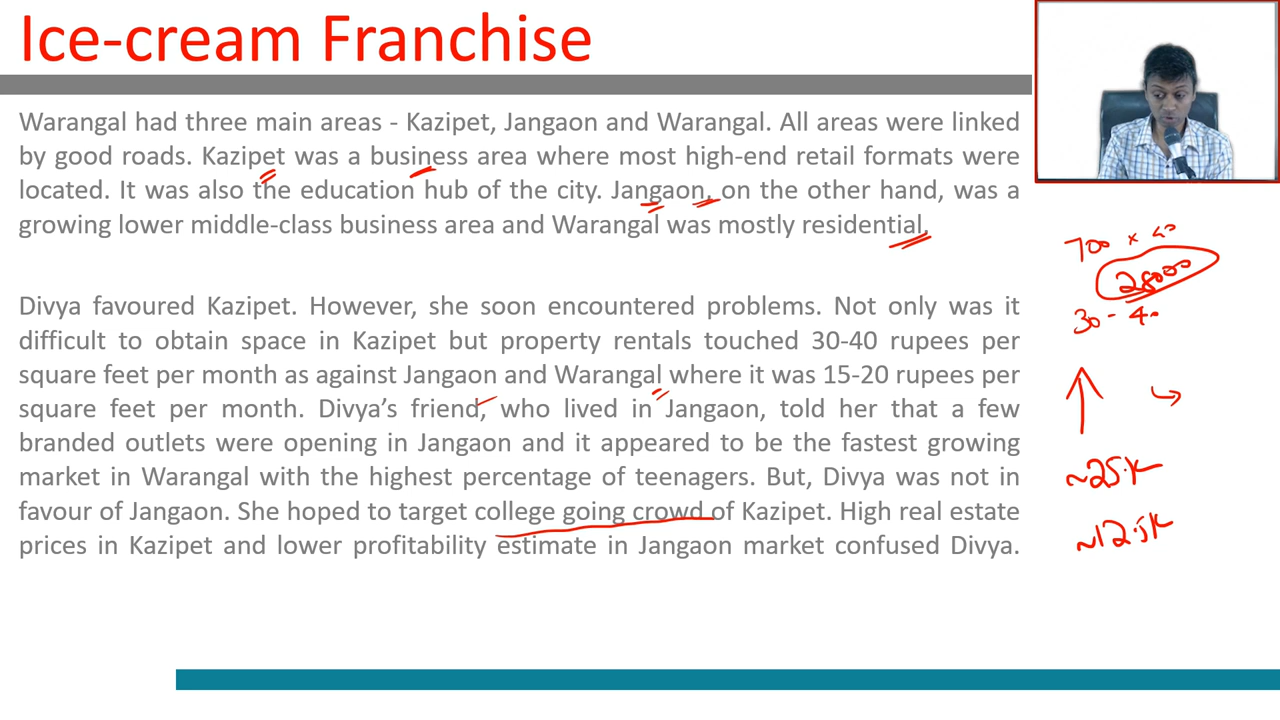 Ice-cream Franchise
Warangal had three main areas - Kazipet, Jangaon and Warangal. All areas were linked
by good roads. Kazipet was a business area where most high-end retail formats were
located. It was also the education hub of the city. Jangaon, on the other hand, was a
growing lower middle-class business area and Warangal was mostly residential.
Divya favoured Kazipet. However, she soon encountered problems. Not only was it
difficult to obtain space in Kazipet but property rentals touched 30-40 rupees per
square feet per month as against Jangaon and Warangal where it was 15-20 rupees per
square feet per month. Divya's friend, who lived in Jangaon, told her that a few
branded outlets were opening in Jangaon and it appeared to be the fastest growing
market in Warangal with the highest percentage of teenagers. But, Divya was not in
favour of Jangaon. She hoped to target college going crowd of Kazipet. High real estate
prices in Kazipet and lower profitability estimate in Jangaon market confused Divya.
700 x 40
28000
30 - 40
~25K
~12.5K